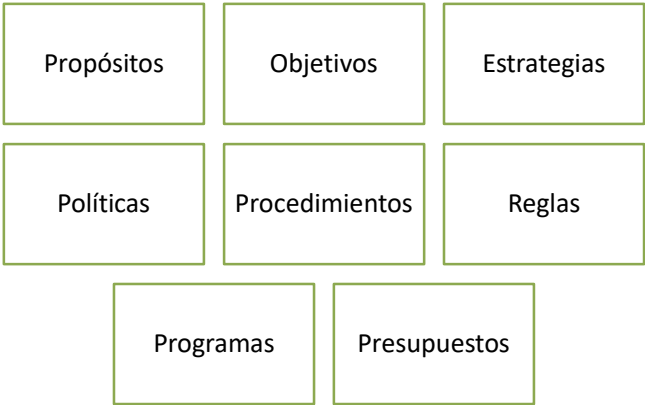 Propósitos
Objetivos
Estrategias
Políticas
Procedimientos
Reglas
Programas
Presupuestos